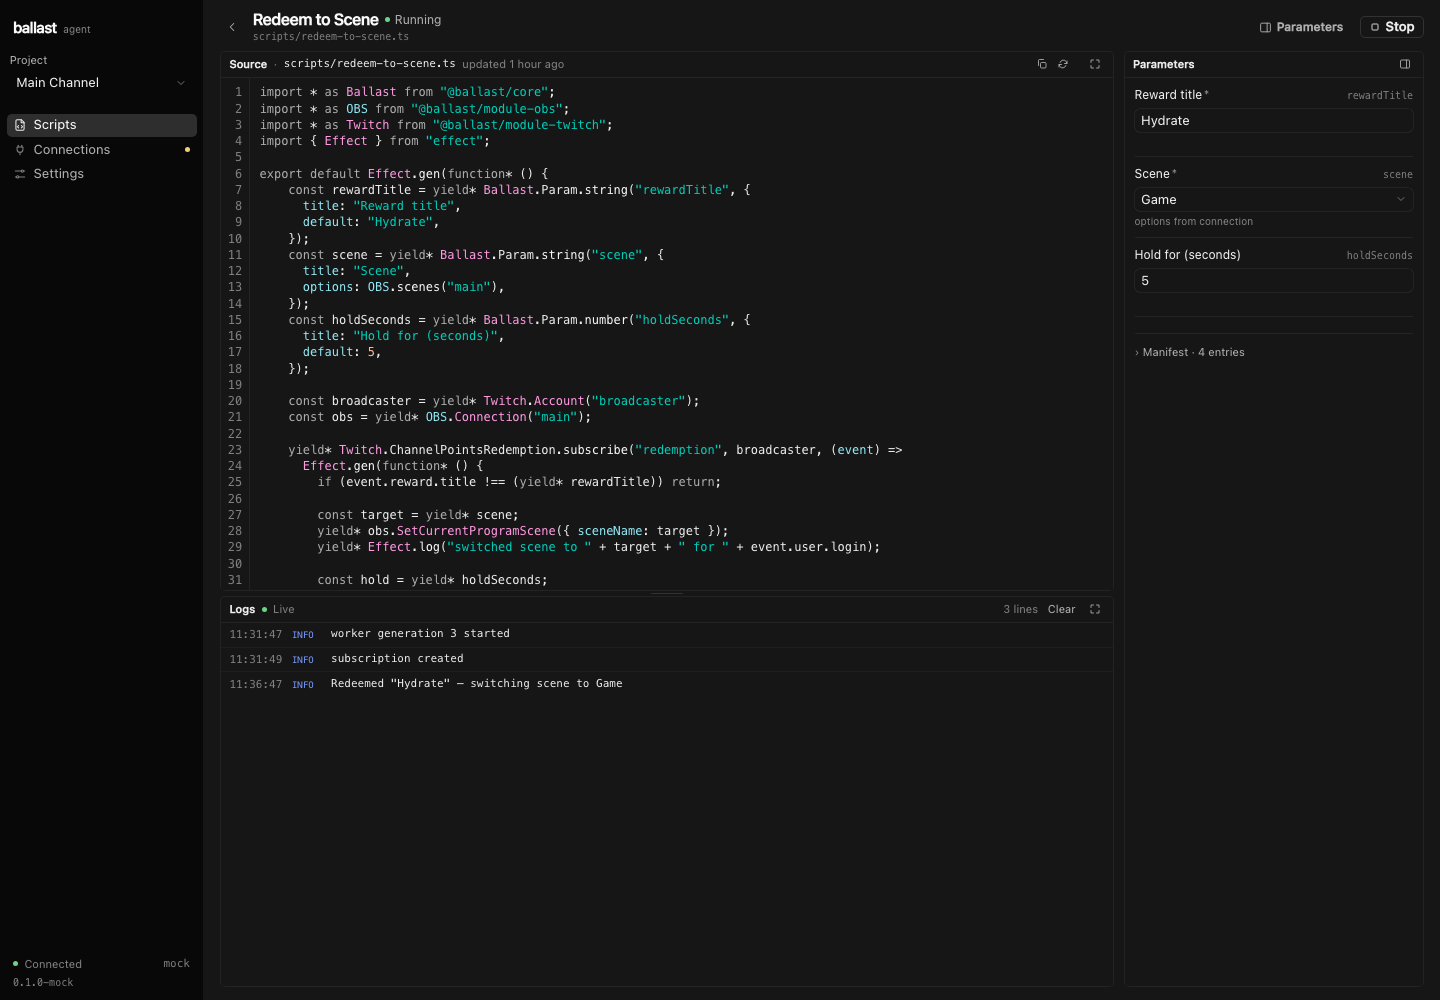 ballast agent
Project
Main Channel
Scripts
Connections
Settings
Connected mock
0.1.0-mock
Redeem to Scene Running
scripts/redeem-to-scene.ts
Parameters
Stop
Source · scripts/redeem-to-scene.ts updated 1 hour ago
1 import * as Ballast from "@ballast/core";
2 import * as OBS from "@ballast/module-obs";
3 import * as Twitch from "@ballast/module-twitch";
4 import { Effect } from "effect";
5
6 export default Effect.gen(function* () {
7 const rewardTitle = yield* Ballast.Param.string("rewardTitle", {
8 title: "Reward title",
9 default: "Hydrate",
10 });
11 const scene = yield* Ballast.Param.string("scene", {
12 title: "Scene",
13 options: OBS.scenes("main"),
14 });
15 const holdSeconds = yield* Ballast.Param.number("holdSeconds", {
16 title: "Hold for (seconds)",
17 default: 5,
18 });
19
20 const broadcaster = yield* Twitch.Account("broadcaster");
21 const obs = yield* OBS.Connection("main");
22
23 yield* Twitch.ChannelPointsRedemption.subscribe("redemption", broadcaster, (event) =>
24 Effect.gen(function* () {
25 if (event.reward.title !== (yield* rewardTitle)) return;
26
27 const target = yield* scene;
28 yield* obs.SetCurrentProgramScene({ sceneName: target });
29 yield* Effect.log("switched scene to " + target + " for " + event.user.login);
30
31 const hold = yield* holdSeconds;
Logs Live 3 lines Clear
11:31:47 INFO worker generation 3 started
11:31:49 INFO subscription created
11:36:47 INFO Redeemed "Hydrate" — switching scene to Game
Parameters
Reward title * rewardTitle
Hydrate
Scene * scene
Game
options from connection
Hold for (seconds) holdSeconds
5
› Manifest · 4 entries